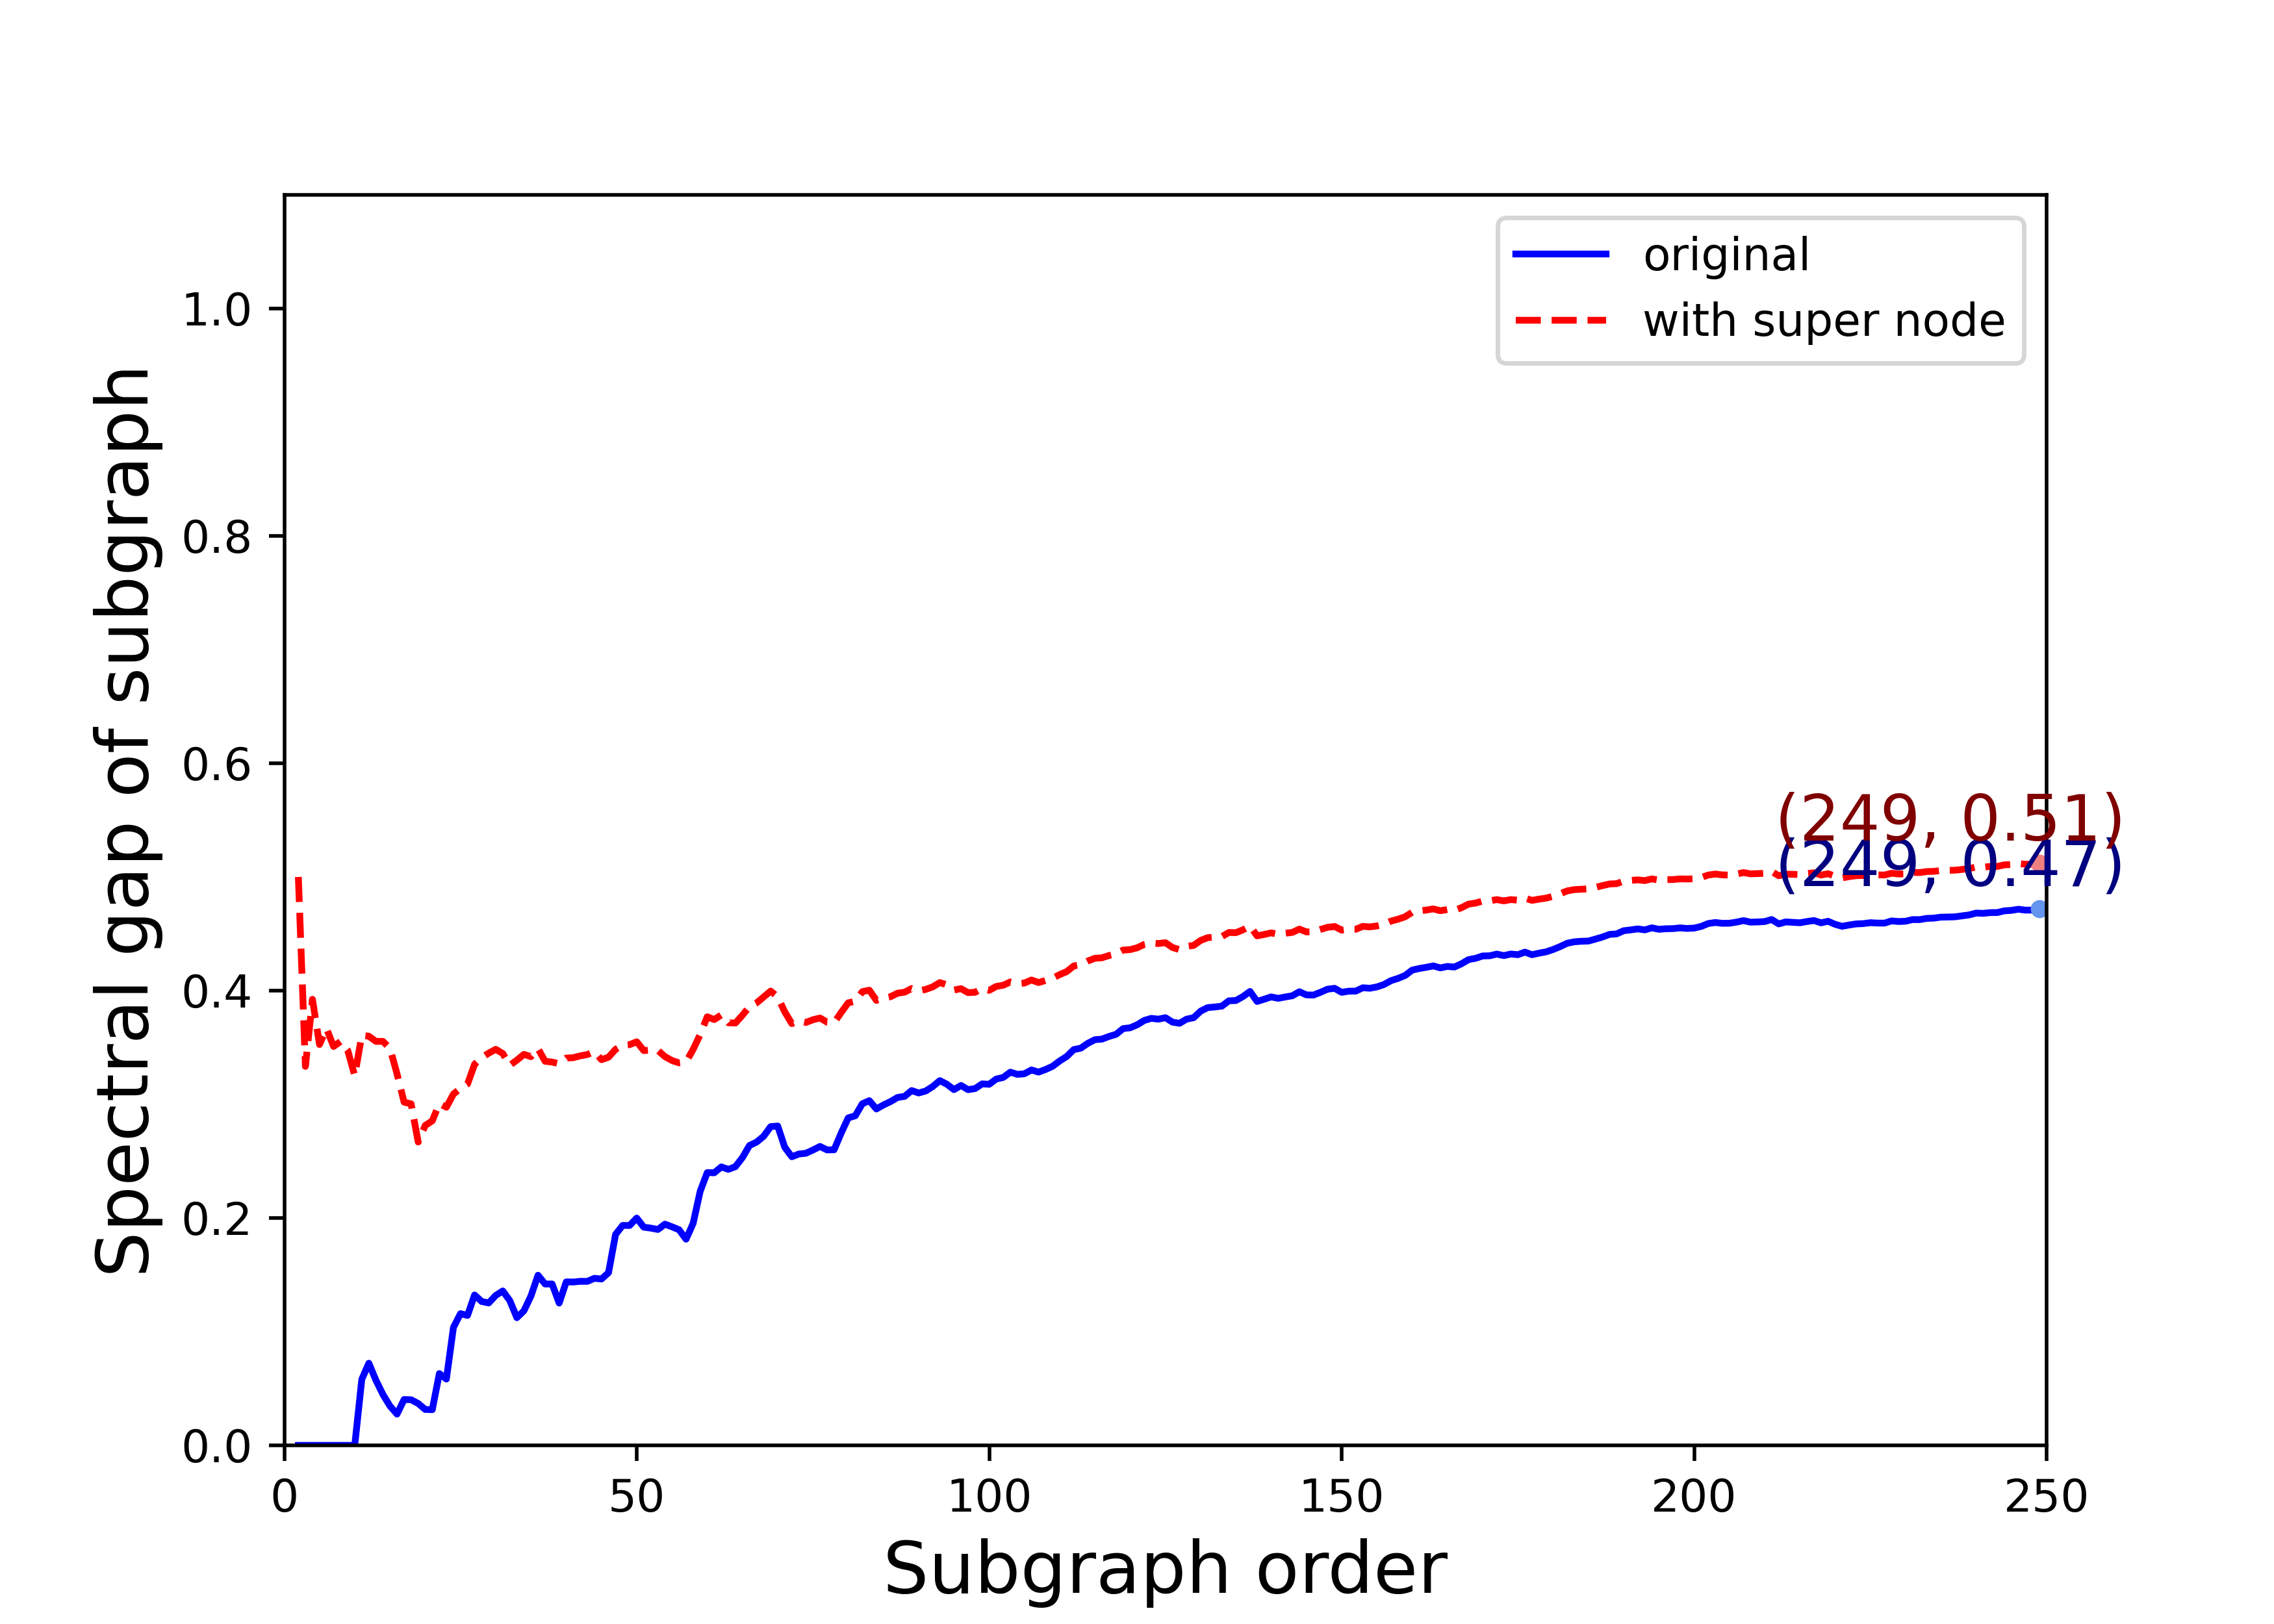 original
with super node
1.0
0.8
0.6
0.4
0.2
0.0
Spectral gap of subgraph
(249, 0.51)
(249, 0.47)
0 50 100 150 200 250
Subgraph order